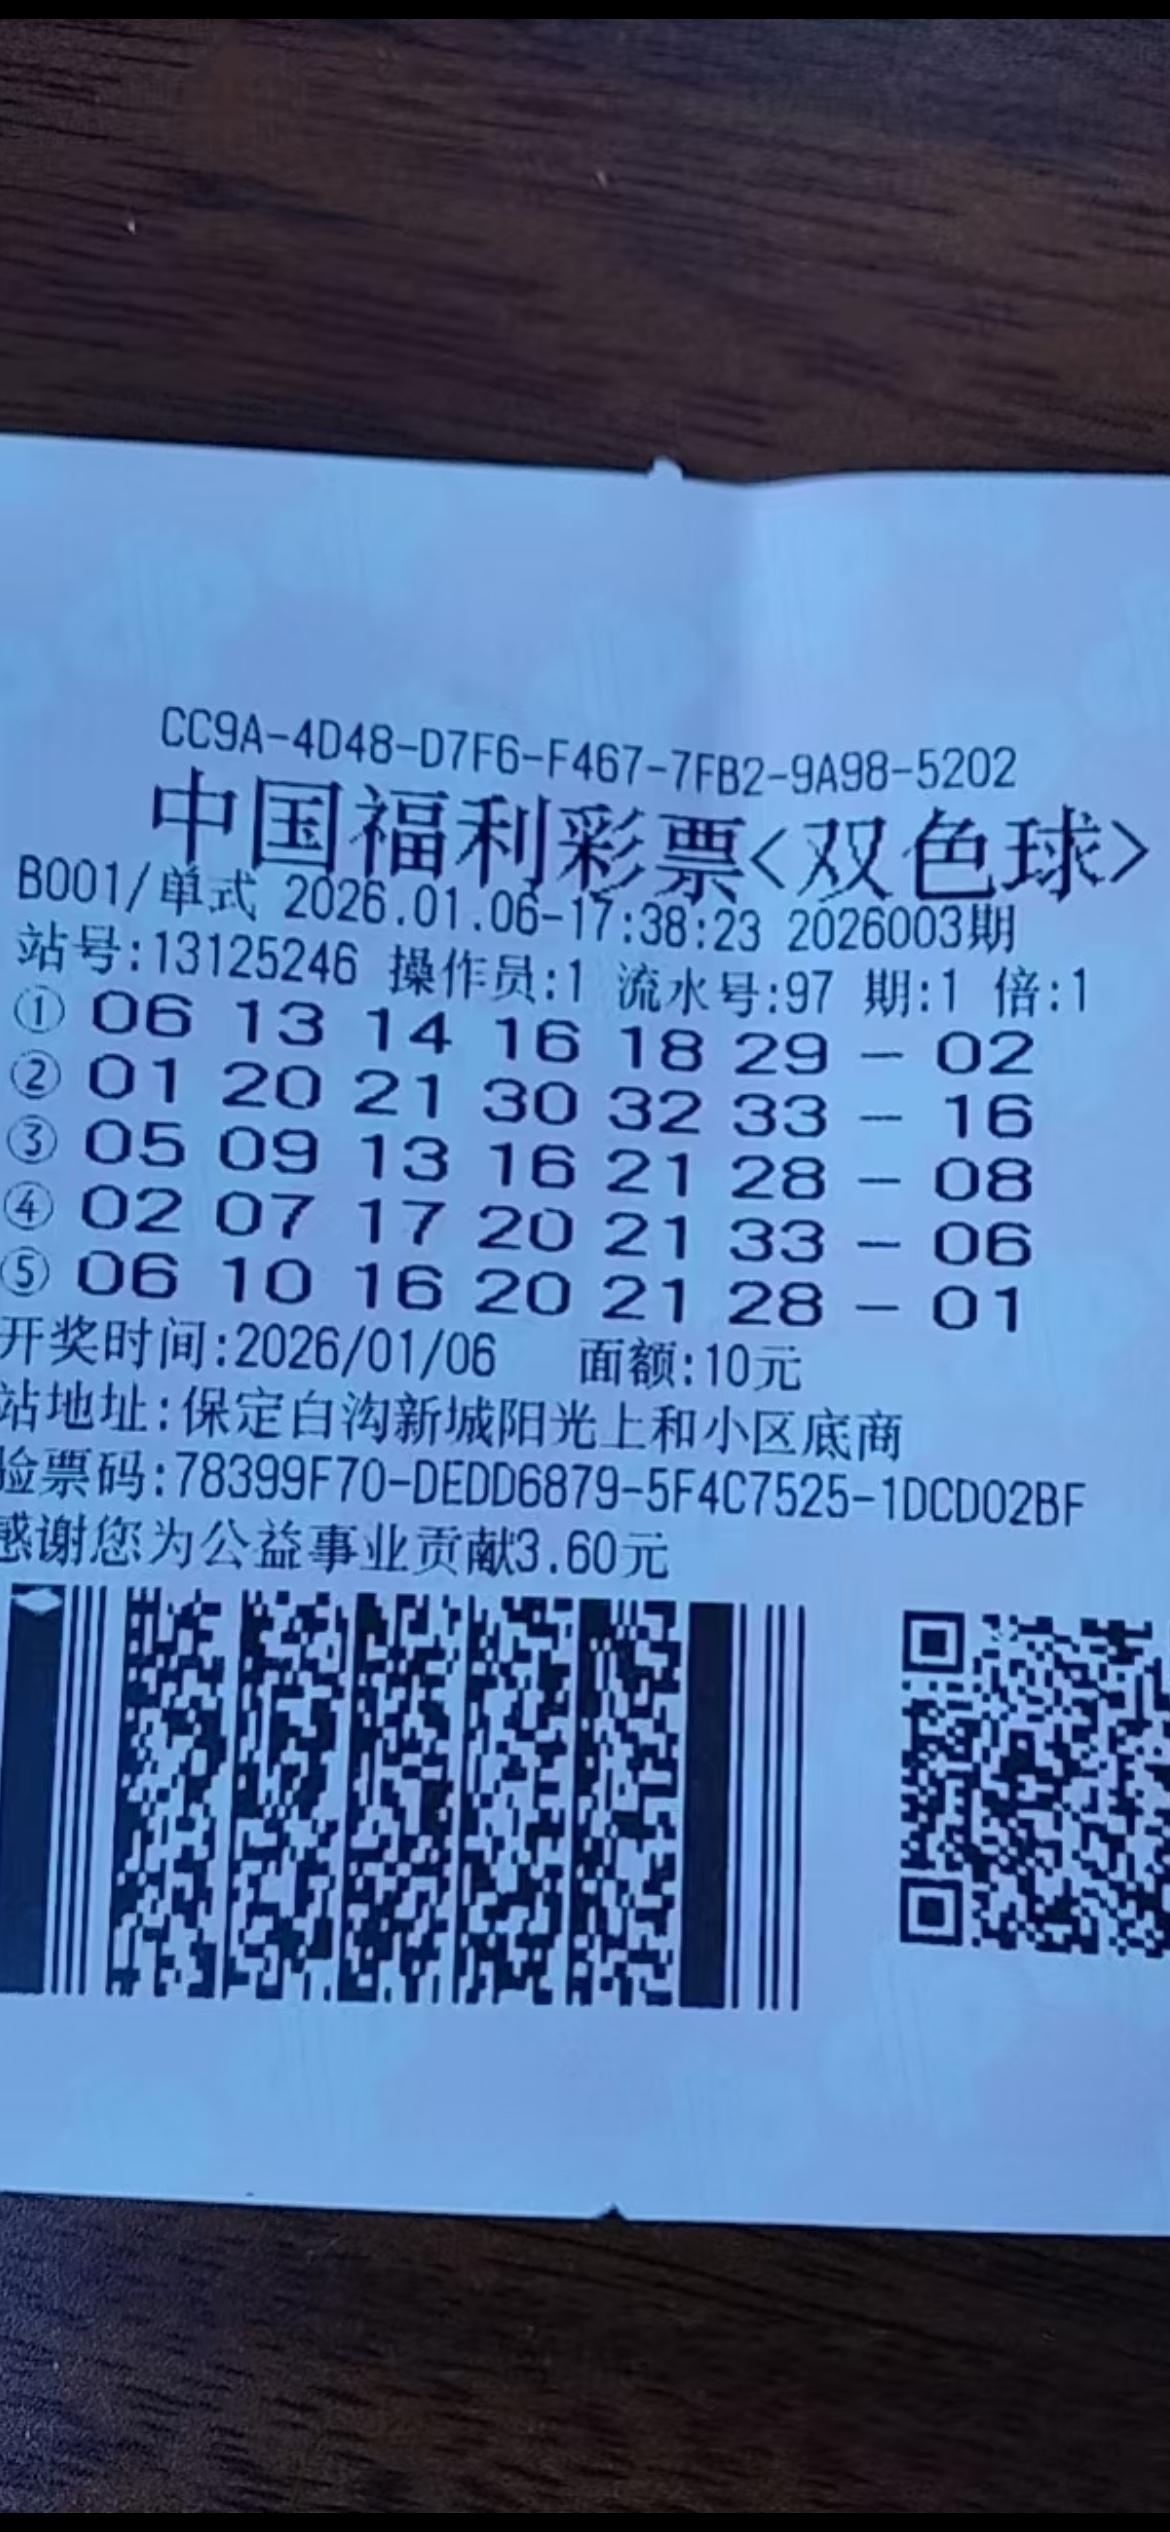 CC9A-4D48-D7F6-F467-7FB2-9A98-5202
中国福利彩票<双色球>
B001/单式 2026.01.06-17:38:23 2026003期
站号:13125246 操作员:1 流水号:97 期:1 倍:1
① 06 13 14 16 18 29 - 02
② 01 20 21 30 32 33 - 16
③ 05 09 13 16 21 28 - 08
④ 02 07 17 20 21 33 - 06
⑤ 06 10 16 20 21 28 - 01
开奖时间:2026/01/06 面额:10元
站地址:保定白沟新城阳光上和小区底商
验票码:78399F70-DEDD6879-5F4C7525-1DCD02BF
感谢您为公益事业贡献3.60元